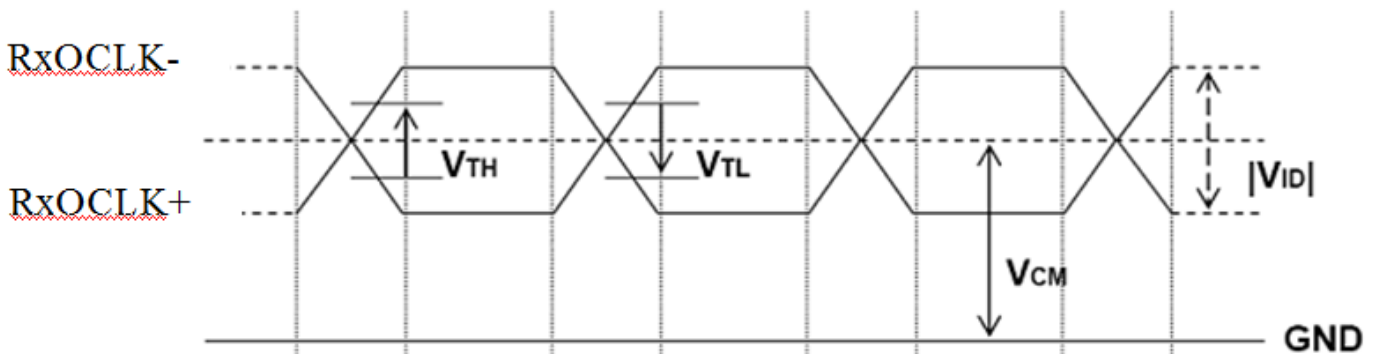 RxOCLK-
VTH
VTL
RxOCLK+
|VID|
VCM
GND